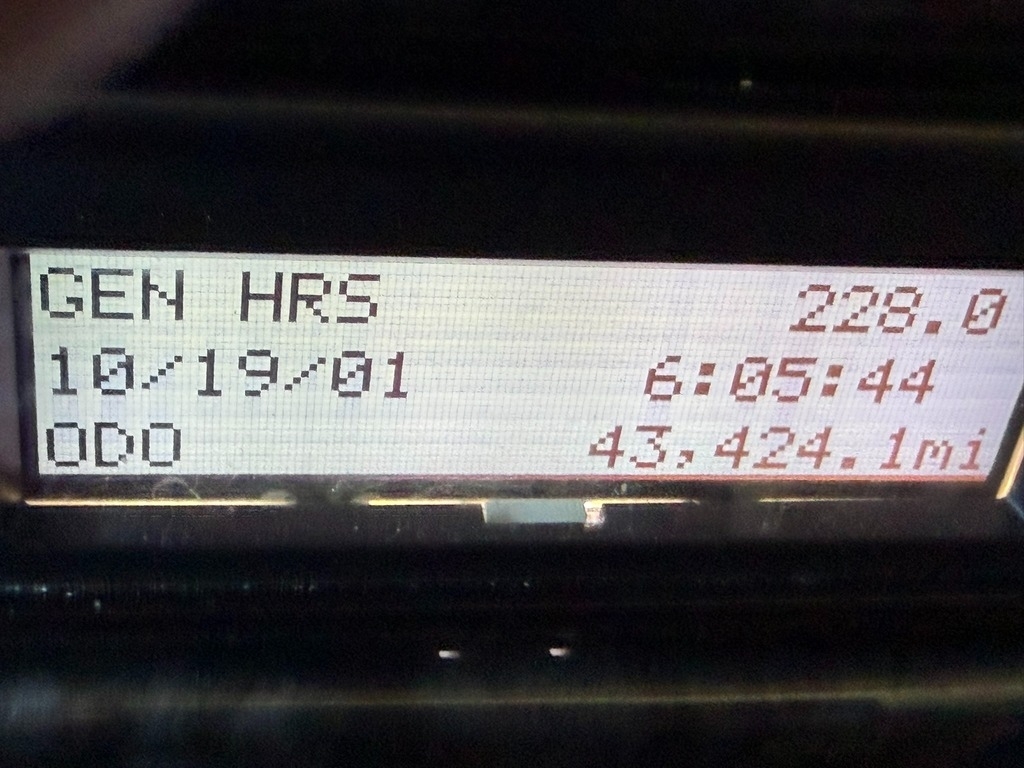 GEN HRS 228.0
10/19/01 6:05:44
ODO 43,424.1mi